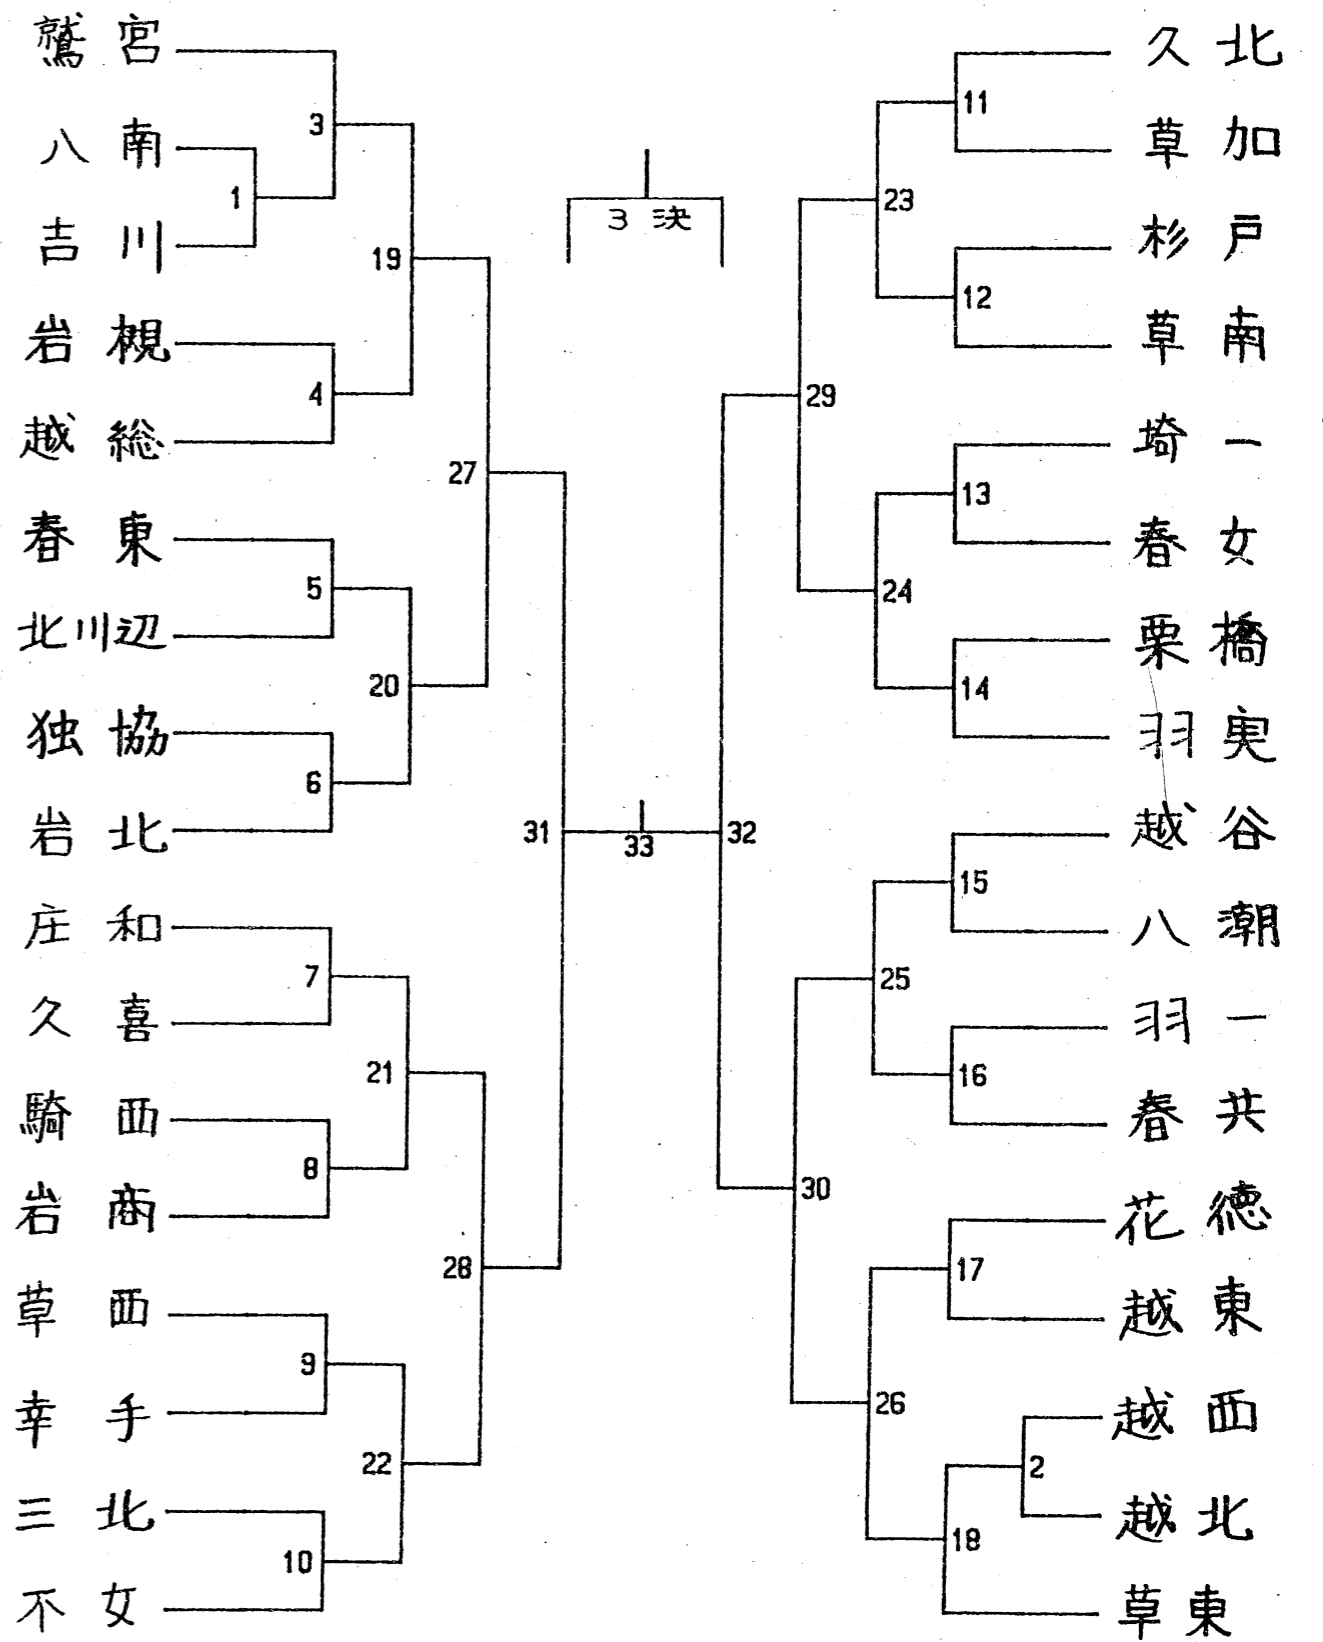 鷲宮
3
八南
1
吉川
19
岩槻
4
越総
27
春東
5
北川辺
20
独協
6
岩北
31
庄和
7
久喜
21
騎西
8
岩商
28
草西
9
幸手
22
三北
10
不女
3決
33
久北
11
草加
23
杉戸
12
草南
29
埼一
13
春女
24
栗橋
14
羽実
32
越谷
15
八潮
25
羽一
16
春共
30
花徳
17
越東
26
越西
2
越北
18
草東